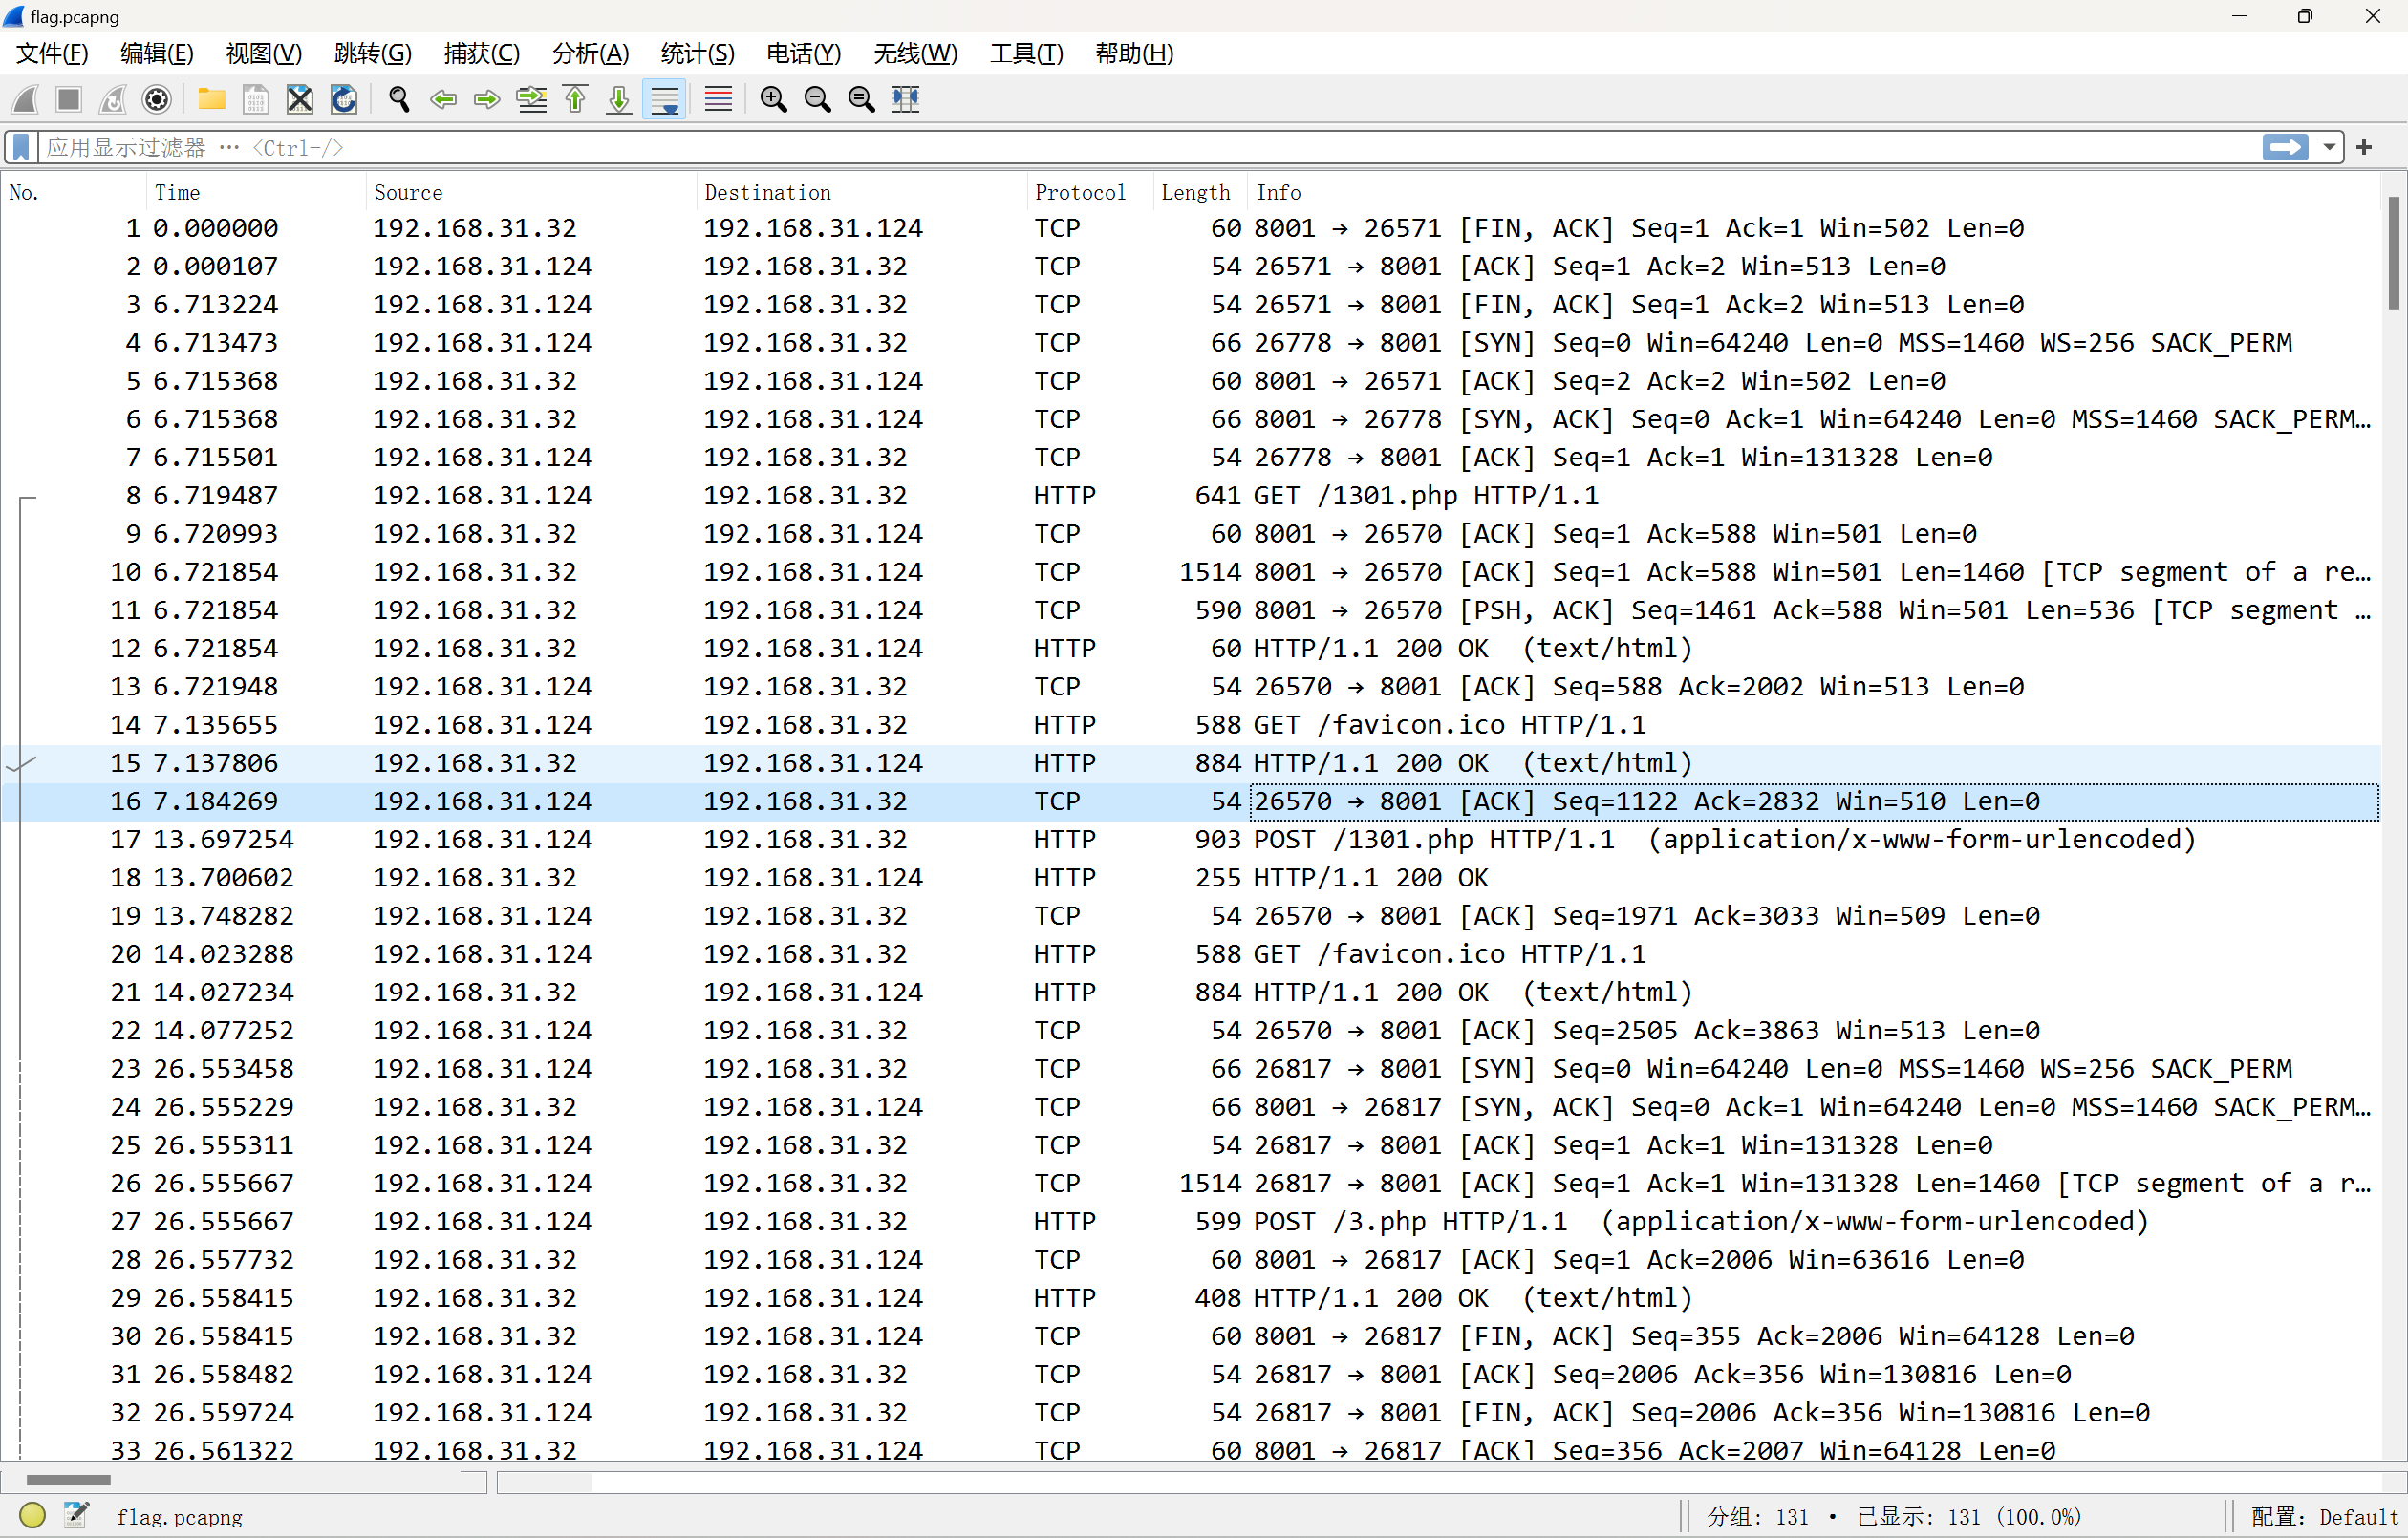 flag.pcapng
文件(F) 编辑(E) 视图(V) 跳转(G) 捕获(C) 分析(A) 统计(S) 电话(Y) 无线(W) 工具(T) 帮助(H)
应用显示过滤器 … <Ctrl-/>
No. Time Source Destination Protocol Length Info
1 0.000000 192.168.31.32 192.168.31.124 TCP 60 8001 → 26571 [FIN, ACK] Seq=1 Ack=1 Win=502 Len=0
2 0.000107 192.168.31.124 192.168.31.32 TCP 54 26571 → 8001 [ACK] Seq=1 Ack=2 Win=513 Len=0
3 6.713224 192.168.31.124 192.168.31.32 TCP 54 26571 → 8001 [FIN, ACK] Seq=1 Ack=2 Win=513 Len=0
4 6.713473 192.168.31.124 192.168.31.32 TCP 66 26778 → 8001 [SYN] Seq=0 Win=64240 Len=0 MSS=1460 WS=256 SACK_PERM
5 6.715368 192.168.31.32 192.168.31.124 TCP 60 8001 → 26571 [ACK] Seq=2 Ack=2 Win=502 Len=0
6 6.715368 192.168.31.32 192.168.31.124 TCP 66 8001 → 26778 [SYN, ACK] Seq=0 Ack=1 Win=64240 Len=0 MSS=1460 SACK_PERM…
7 6.715501 192.168.31.124 192.168.31.32 TCP 54 26778 → 8001 [ACK] Seq=1 Ack=1 Win=131328 Len=0
8 6.719487 192.168.31.124 192.168.31.32 HTTP 641 GET /1301.php HTTP/1.1
9 6.720993 192.168.31.32 192.168.31.124 TCP 60 8001 → 26570 [ACK] Seq=1 Ack=588 Win=501 Len=0
10 6.721854 192.168.31.32 192.168.31.124 TCP 1514 8001 → 26570 [ACK] Seq=1 Ack=588 Win=501 Len=1460 [TCP segment of a re…
11 6.721854 192.168.31.32 192.168.31.124 TCP 590 8001 → 26570 [PSH, ACK] Seq=1461 Ack=588 Win=501 Len=536 [TCP segment …
12 6.721854 192.168.31.32 192.168.31.124 HTTP 60 HTTP/1.1 200 OK (text/html)
13 6.721948 192.168.31.124 192.168.31.32 TCP 54 26570 → 8001 [ACK] Seq=588 Ack=2002 Win=513 Len=0
14 7.135655 192.168.31.124 192.168.31.32 HTTP 588 GET /favicon.ico HTTP/1.1
15 7.137806 192.168.31.32 192.168.31.124 HTTP 884 HTTP/1.1 200 OK (text/html)
16 7.184269 192.168.31.124 192.168.31.32 TCP 54 26570 → 8001 [ACK] Seq=1122 Ack=2832 Win=510 Len=0
17 13.697254 192.168.31.124 192.168.31.32 HTTP 903 POST /1301.php HTTP/1.1 (application/x-www-form-urlencoded)
18 13.700602 192.168.31.32 192.168.31.124 HTTP 255 HTTP/1.1 200 OK
19 13.748282 192.168.31.124 192.168.31.32 TCP 54 26570 → 8001 [ACK] Seq=1971 Ack=3033 Win=509 Len=0
20 14.023288 192.168.31.124 192.168.31.32 HTTP 588 GET /favicon.ico HTTP/1.1
21 14.027234 192.168.31.32 192.168.31.124 HTTP 884 HTTP/1.1 200 OK (text/html)
22 14.077252 192.168.31.124 192.168.31.32 TCP 54 26570 → 8001 [ACK] Seq=2505 Ack=3863 Win=513 Len=0
23 26.553458 192.168.31.124 192.168.31.32 TCP 66 26817 → 8001 [SYN] Seq=0 Win=64240 Len=0 MSS=1460 WS=256 SACK_PERM
24 26.555229 192.168.31.32 192.168.31.124 TCP 66 8001 → 26817 [SYN, ACK] Seq=0 Ack=1 Win=64240 Len=0 MSS=1460 SACK_PERM…
25 26.555311 192.168.31.124 192.168.31.32 TCP 54 26817 → 8001 [ACK] Seq=1 Ack=1 Win=131328 Len=0
26 26.555667 192.168.31.124 192.168.31.32 TCP 1514 26817 → 8001 [ACK] Seq=1 Ack=1 Win=131328 Len=1460 [TCP segment of a r…
27 26.555667 192.168.31.124 192.168.31.32 HTTP 599 POST /3.php HTTP/1.1 (application/x-www-form-urlencoded)
28 26.557732 192.168.31.32 192.168.31.124 TCP 60 8001 → 26817 [ACK] Seq=1 Ack=2006 Win=63616 Len=0
29 26.558415 192.168.31.32 192.168.31.124 HTTP 408 HTTP/1.1 200 OK (text/html)
30 26.558415 192.168.31.32 192.168.31.124 TCP 60 8001 → 26817 [FIN, ACK] Seq=355 Ack=2006 Win=64128 Len=0
31 26.558482 192.168.31.124 192.168.31.32 TCP 54 26817 → 8001 [ACK] Seq=2006 Ack=356 Win=130816 Len=0
32 26.559724 192.168.31.124 192.168.31.32 TCP 54 26817 → 8001 [FIN, ACK] Seq=2006 Ack=356 Win=130816 Len=0
33 26.561322 192.168.31.32 192.168.31.124 TCP 60 8001 → 26817 [ACK] Seq=356 Ack=2007 Win=64128 Len=0
flag.pcapng 分组: 131 · 已显示: 131 (100.0%) 配置: Default